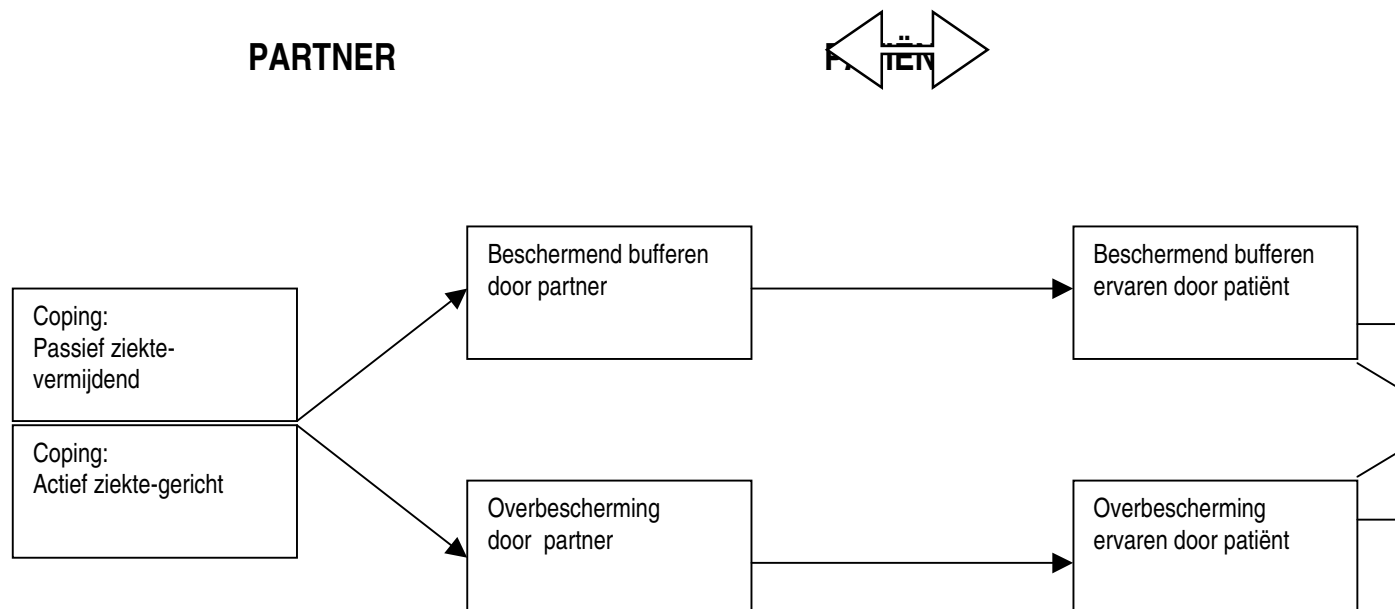 PARTNER
Coping:
Passief ziekte-
vermijdend
Coping:
Actief ziekte-gericht
Beschermend bufferen
door partner
Overbescherming
door partner
Beschermend bufferen
ervaren door patiënt
Overbescherming
ervaren door patiënt